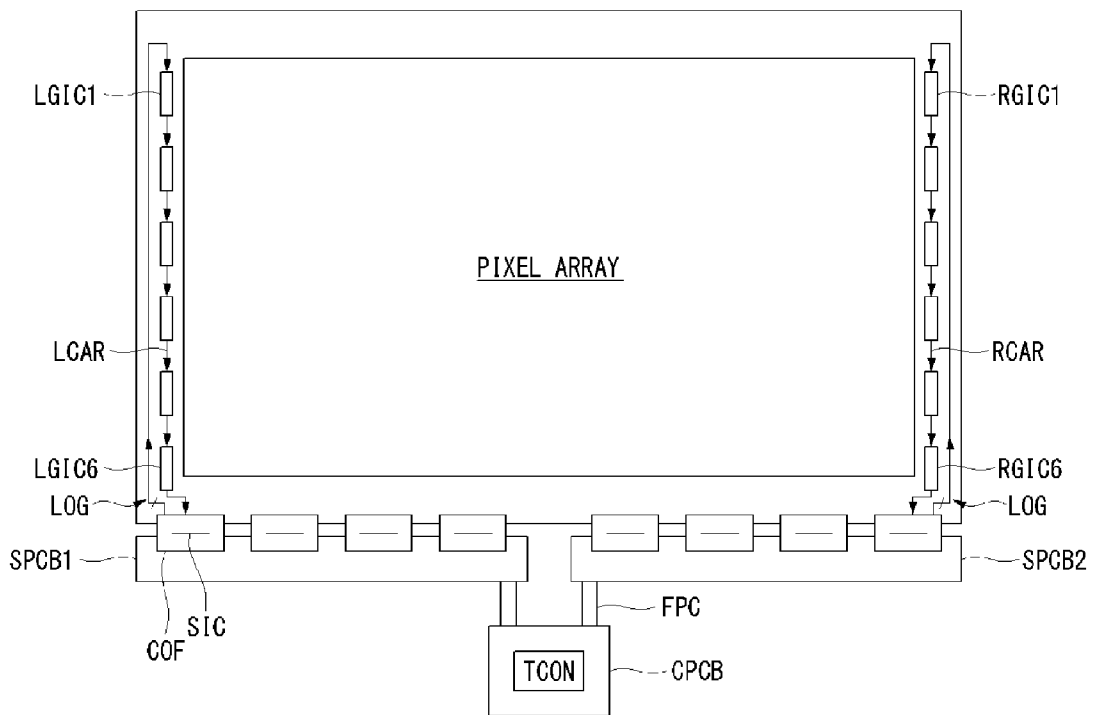 LGIC1
RGIC1
PIXEL ARRAY
LCAR
RCAR
LGIC6
RGIC6
LOG
LOG
SPCB1
SPCB2
SIC
COF
FPC
TCON
CPCB